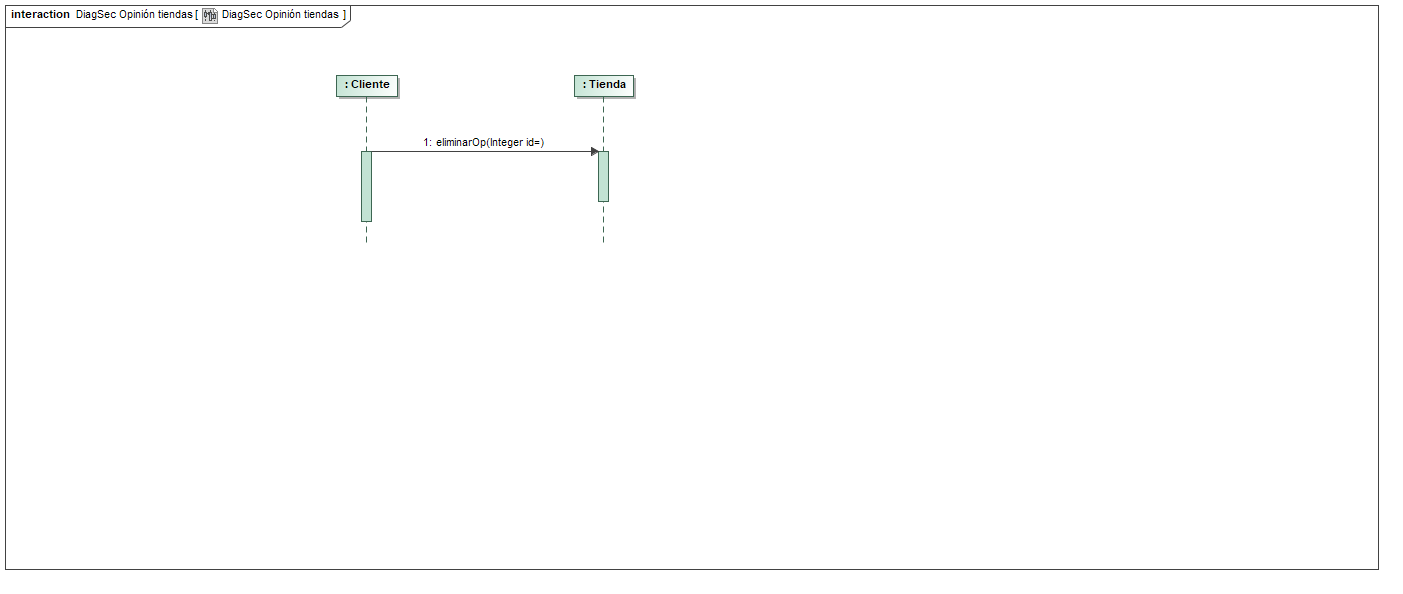 interaction DiagSec Opinión tiendas [ DiagSec Opinión tiendas ]
: Cliente
: Tienda
1: eliminarOp(Integer id=)